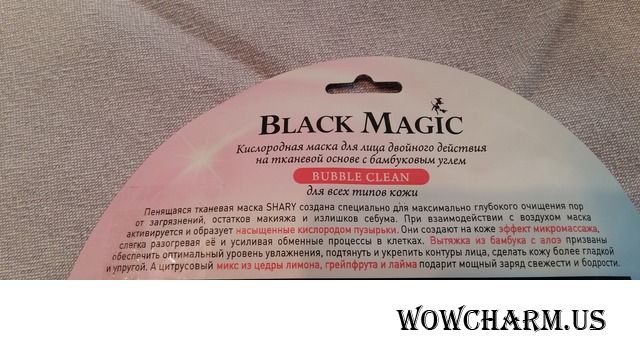 BLACK MAGIC
Кислородная маска для лица двойного действия
на тканевой основе с бамбуковым углем
BUBBLE CLEAN
для всех типов кожи
Пенящаяся тканевая маска SHARY создана специально для максимально глубокого очищения пор
от загрязнений, остатков макияжа и излишков себума. При взаимодействии с воздухом маска
активируется и образует насыщенные кислородом пузырьки. Они создают на коже эффект микромассажа,
слегка разогревая её и усиливая обменные процессы в клетках. Вытяжка из бамбука с алоэ призваны
обеспечить оптимальный уровень увлажнения, подтянуть и укрепить контуры лица, сделать кожу более гладкой
и упругой. А цитрусовый микс из цедры лимона, грейпфрута и лайма подарит мощный заряд свежести и бодрости.
WOWCHARM.US